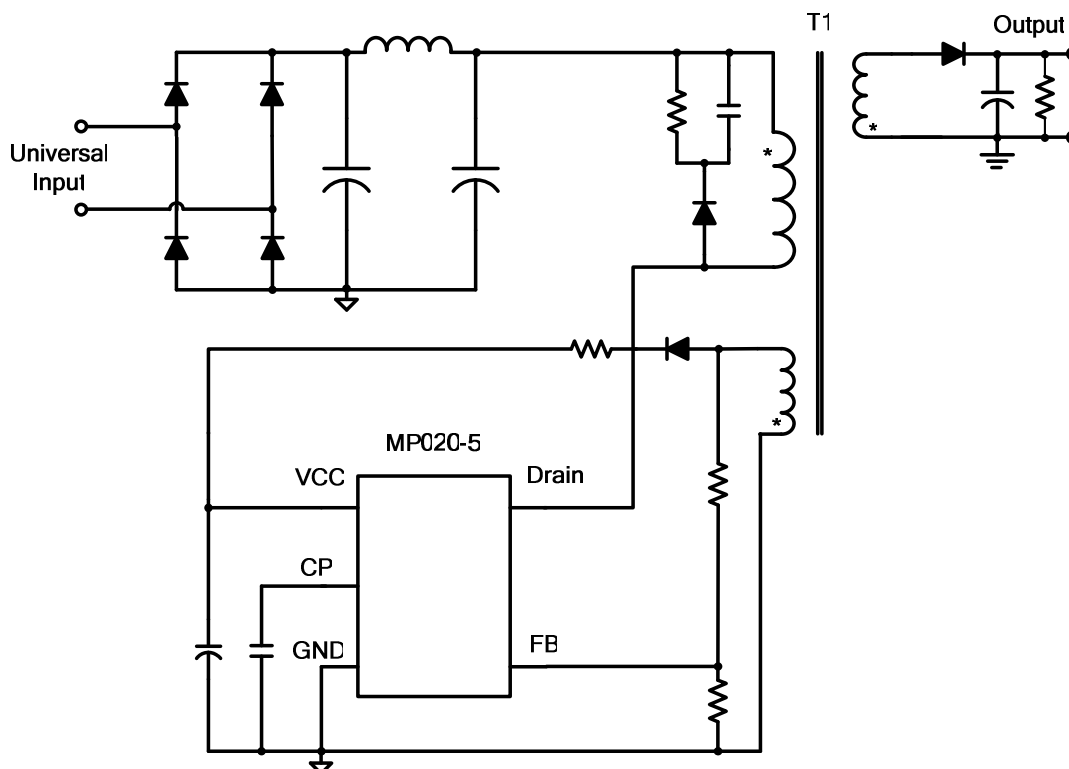 T1
Output
*
*
Universal
Input
*
MP020-5
VCC
Drain
CP
GND
FB